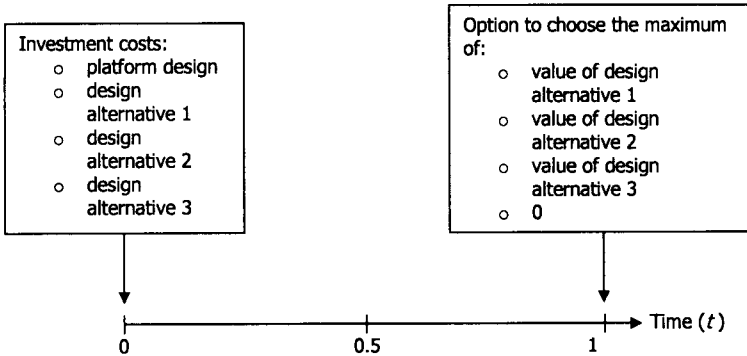 Investment costs:
o platform design
o design
alternative 1
o design
alternative 2
o design
alternative 3
Option to choose the maximum
of:
o value of design
alternative 1
o value of design
alternative 2
o value of design
alternative 3
o 0
Time (t)
0
0.5
1